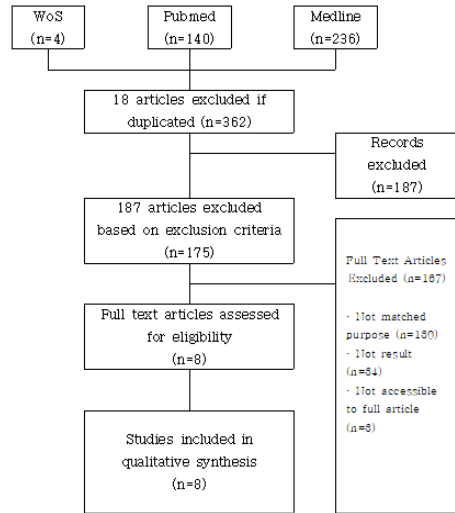 WoS
(n=4)
Pubmed
(n=140)
Medline
(n=236)
18 articles excluded if
duplicated (n=362)
Records
excluded
(n=187)
187 articles excluded
based on exclusion criteria
(n=175)
Full Text Articles
Excluded (n=167)
- Not matched
purpose (n=180)
- Not result
(n=84)
- Not accessible
to full article
(n=8)
Full text articles assessed
for eligibility
(n=8)
Studies included in
qualitative synthesis
(n=8)